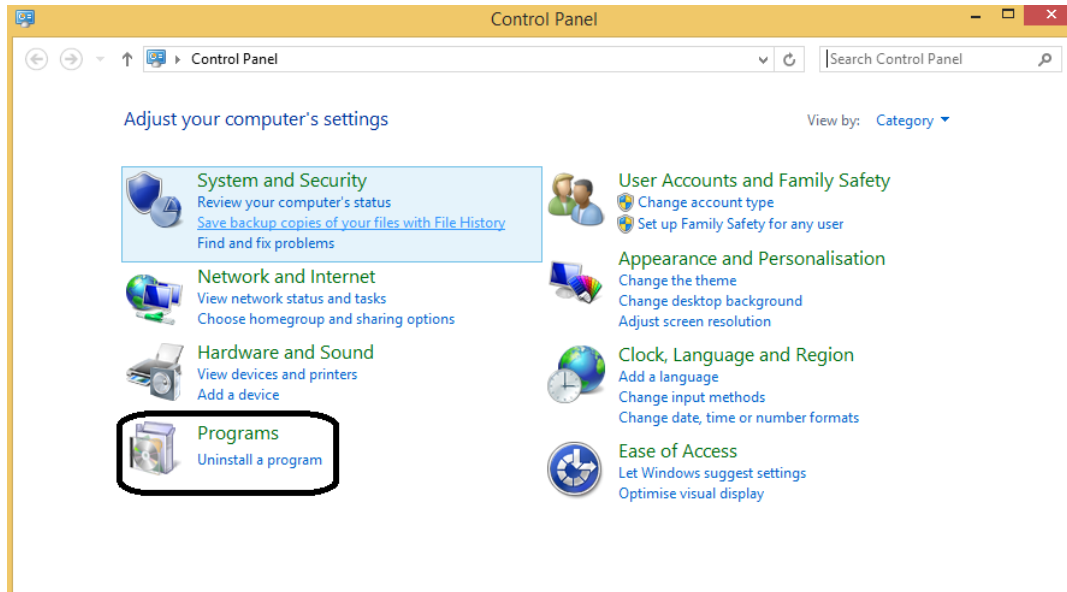 Control Panel
Control Panel
Search Control Panel
Adjust your computer's settings
View by: Category
System and Security
Review your computer's status
Save backup copies of your files with File History
Find and fix problems
Network and Internet
View network status and tasks
Choose homegroup and sharing options
Hardware and Sound
View devices and printers
Add a device
Programs
Uninstall a program
User Accounts and Family Safety
Change account type
Set up Family Safety for any user
Appearance and Personalisation
Change the theme
Change desktop background
Adjust screen resolution
Clock, Language and Region
Add a language
Change input methods
Change date, time or number formats
Ease of Access
Let Windows suggest settings
Optimise visual display